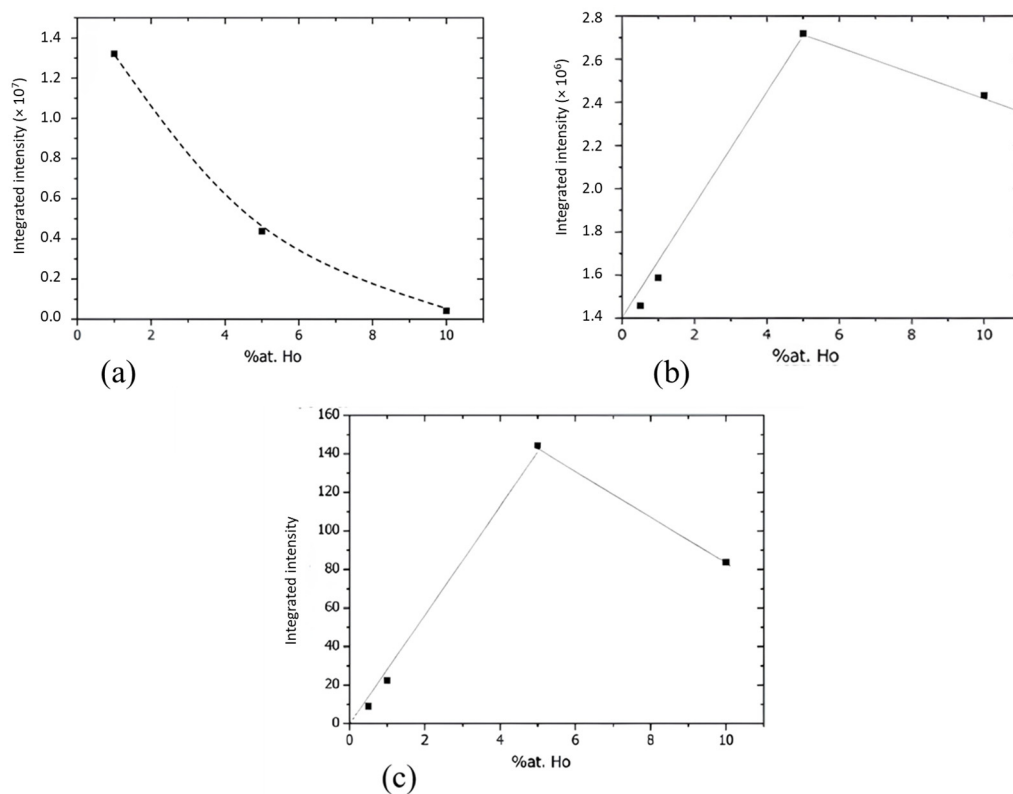 Integrated intensity (× 10⁷)
1.4
1.2
1.0
0.8
0.6
0.4
0.2
0.0
0 2 4 6 8 10
%at. Ho
(a)
Integrated intensity (× 10⁶)
2.8
2.6
2.4
2.2
2.0
1.8
1.6
1.4
0 2 4 6 8 10
%at. Ho
(b)
Integrated intensity
160
140
120
100
80
60
40
20
0
0 2 4 6 8 10
%at. Ho
(c)